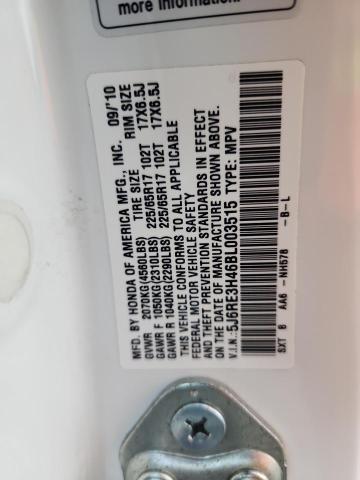 more information.
MFD. BY HONDA OF AMERICA MFG., INC. 09/'10
GVWR 2070KG(4560LBS) TIRE SIZE RIM SIZE
GAWR F 1050KG(2310LBS) 225/65R17 102T 17X6.5J
GAWR R 1040KG(2290LBS) 225/65R17 102T 17X6.5J
THIS VEHICLE CONFORMS TO ALL APPLICABLE
FEDERAL MOTOR VEHICLE SAFETY STANDARDS IN EFFECT
ON THE DATE OF MANUFACTURE SHOWN ABOVE.
V.I.N.: 5J6RE3H46BL003515 TYPE: MPV
SXT B AA6 -NH578 -B-L